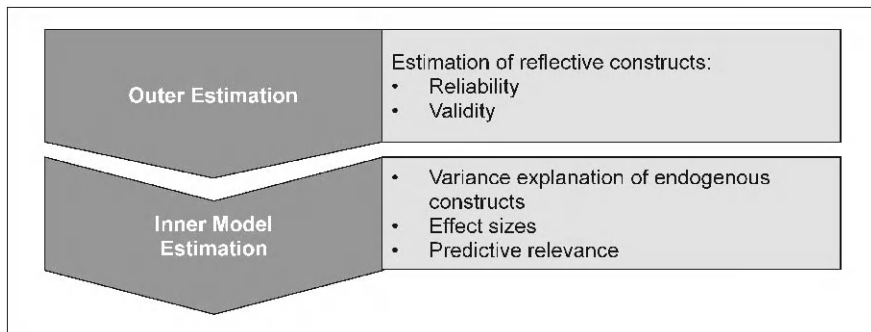 Outer Estimation
Estimation of reflective constructs:
• Reliability
• Validity
Inner Model
Estimation
• Variance explanation of endogenous
constructs
• Effect sizes
• Predictive relevance